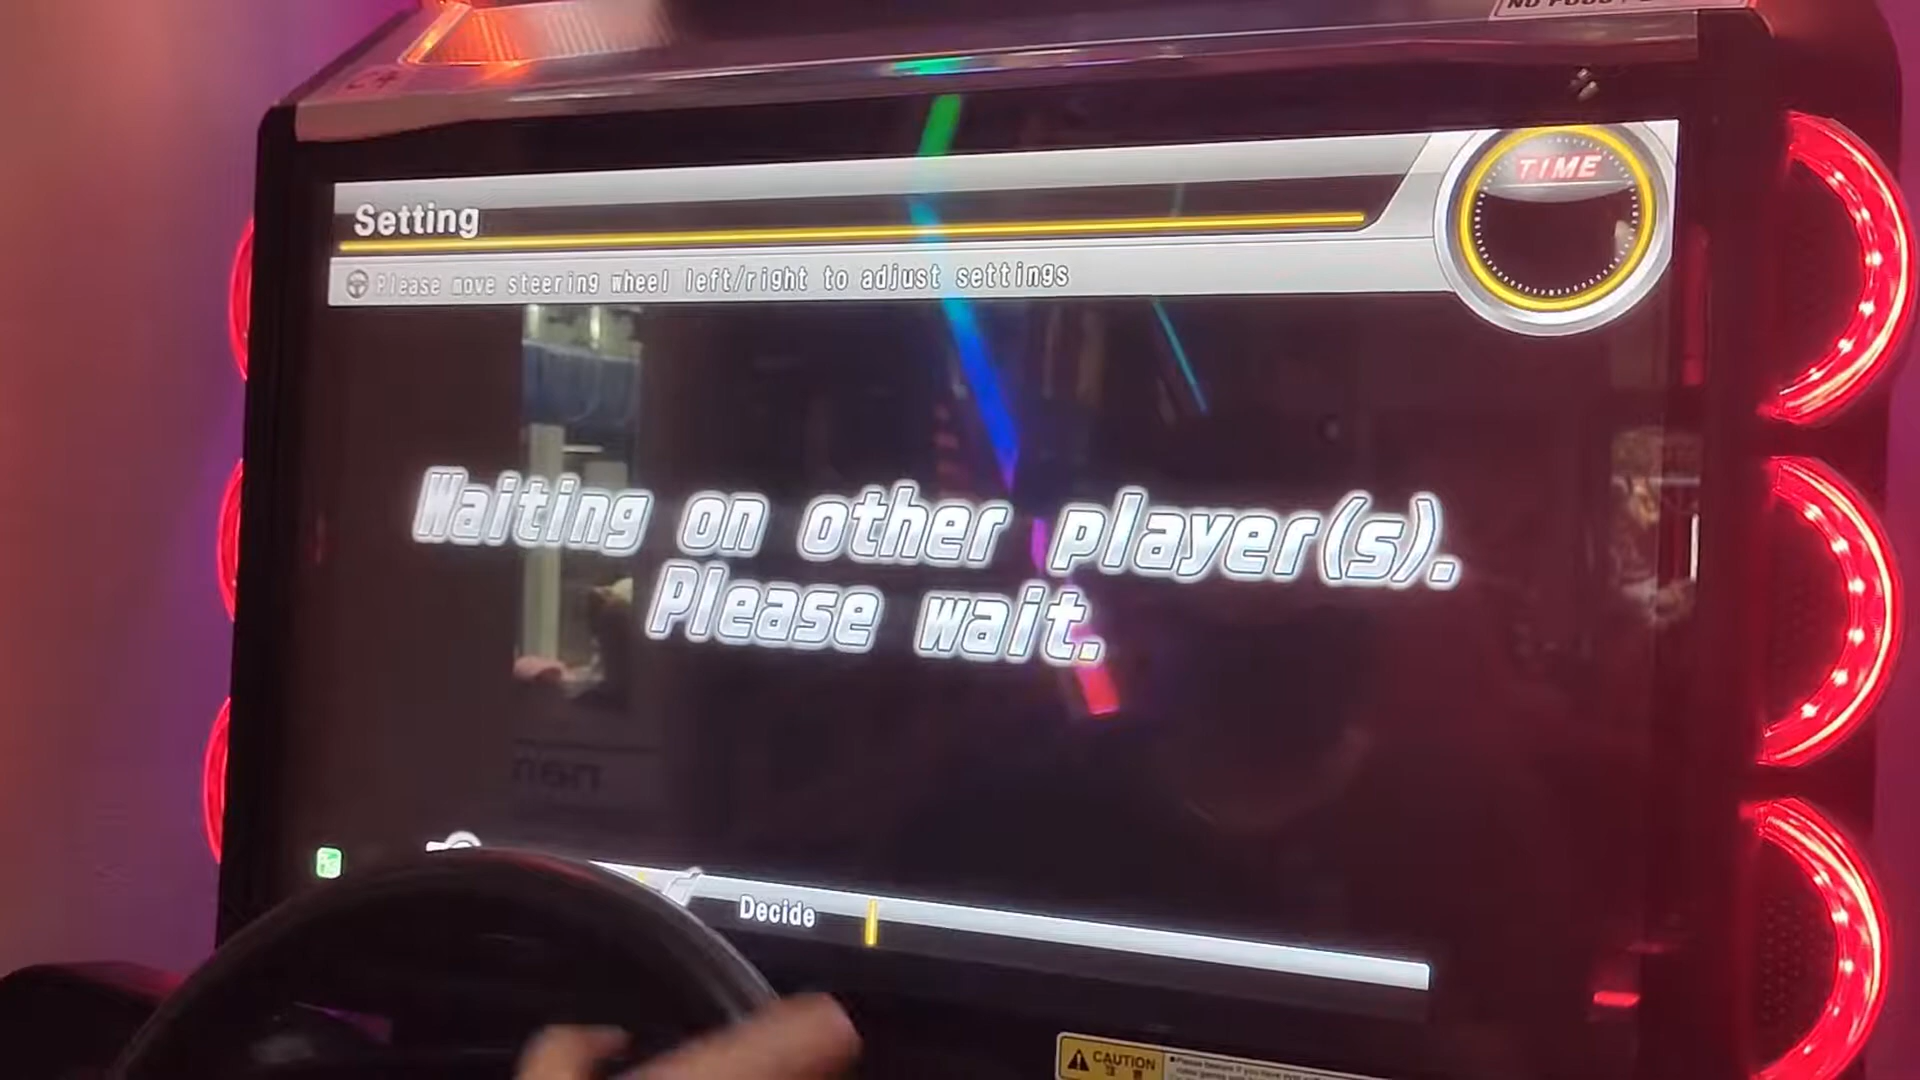 TIME
Setting
Please move steering wheel left/right to adjust settings
Waiting on other player(s).
Please wait.
Decide
CAUTION